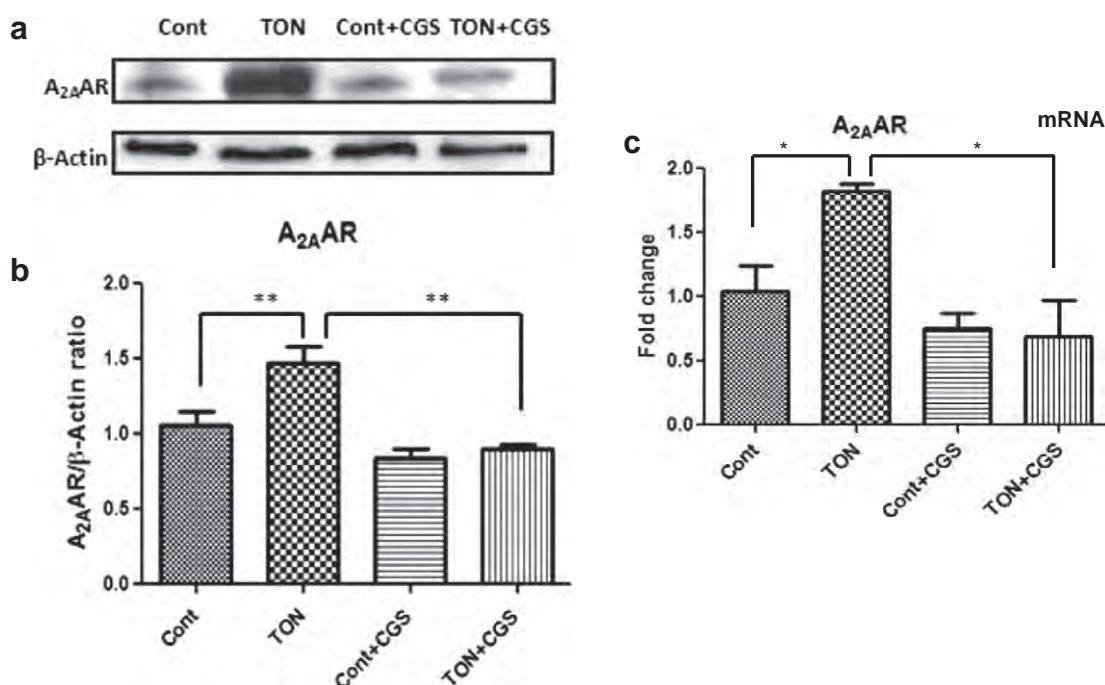 a
Cont TON Cont+CGS TON+CGS
A2AAR
β-Actin
A2AAR
b
A2AAR/β-Actin ratio
2.0
1.5
1.0
0.5
0.0
** **
Cont TON Cont+CGS TON+CGS
c
A2AAR mRNA
Fold change
2.0
1.5
1.0
0.5
0.0
* *
Cont TON Cont+CGS TON+CGS